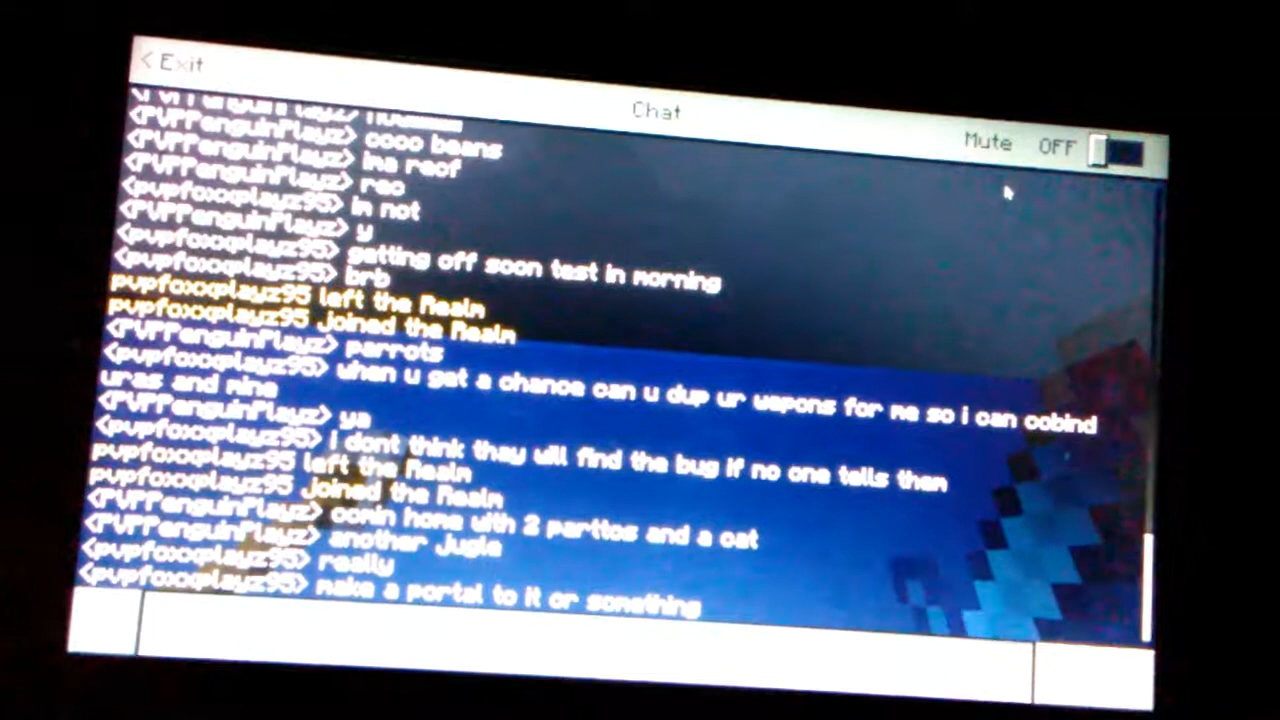 < Exit
Chat
Mute OFF
<PVPPenguinPlayz> oooo beans
<PVPPenguinPlayz> ina raof
<PVPPenguinPlayz> rac
<pvpfoxxplayz95> in not
<PVPPenguinPlayz> y
<pvpfoxxplayz95> getting off soon test in morning
<pvpfoxxplayz95> brb
pvpfoxxplayz95 left the Realm
pvpfoxxplayz95 joined the Realm
<PVPPenguinPlayz> parrots
<pvpfoxxplayz95> when u get a chance can u dup ur wepons for me so i can cobind
uras and mine
<PVPPenguinPlayz> ya
<pvpfoxxplayz95> i dont think thay will find the bug if no one tells them
pvpfoxxplayz95 left the Realm
pvpfoxxplayz95 joined the Realm
<PVPPenguinPlayz> comin home with 2 parttos and a cat
<PVPPenguinPlayz> another jugle
<pvpfoxxplayz95> really
<pvpfoxxplayz95> make a portal to it or something